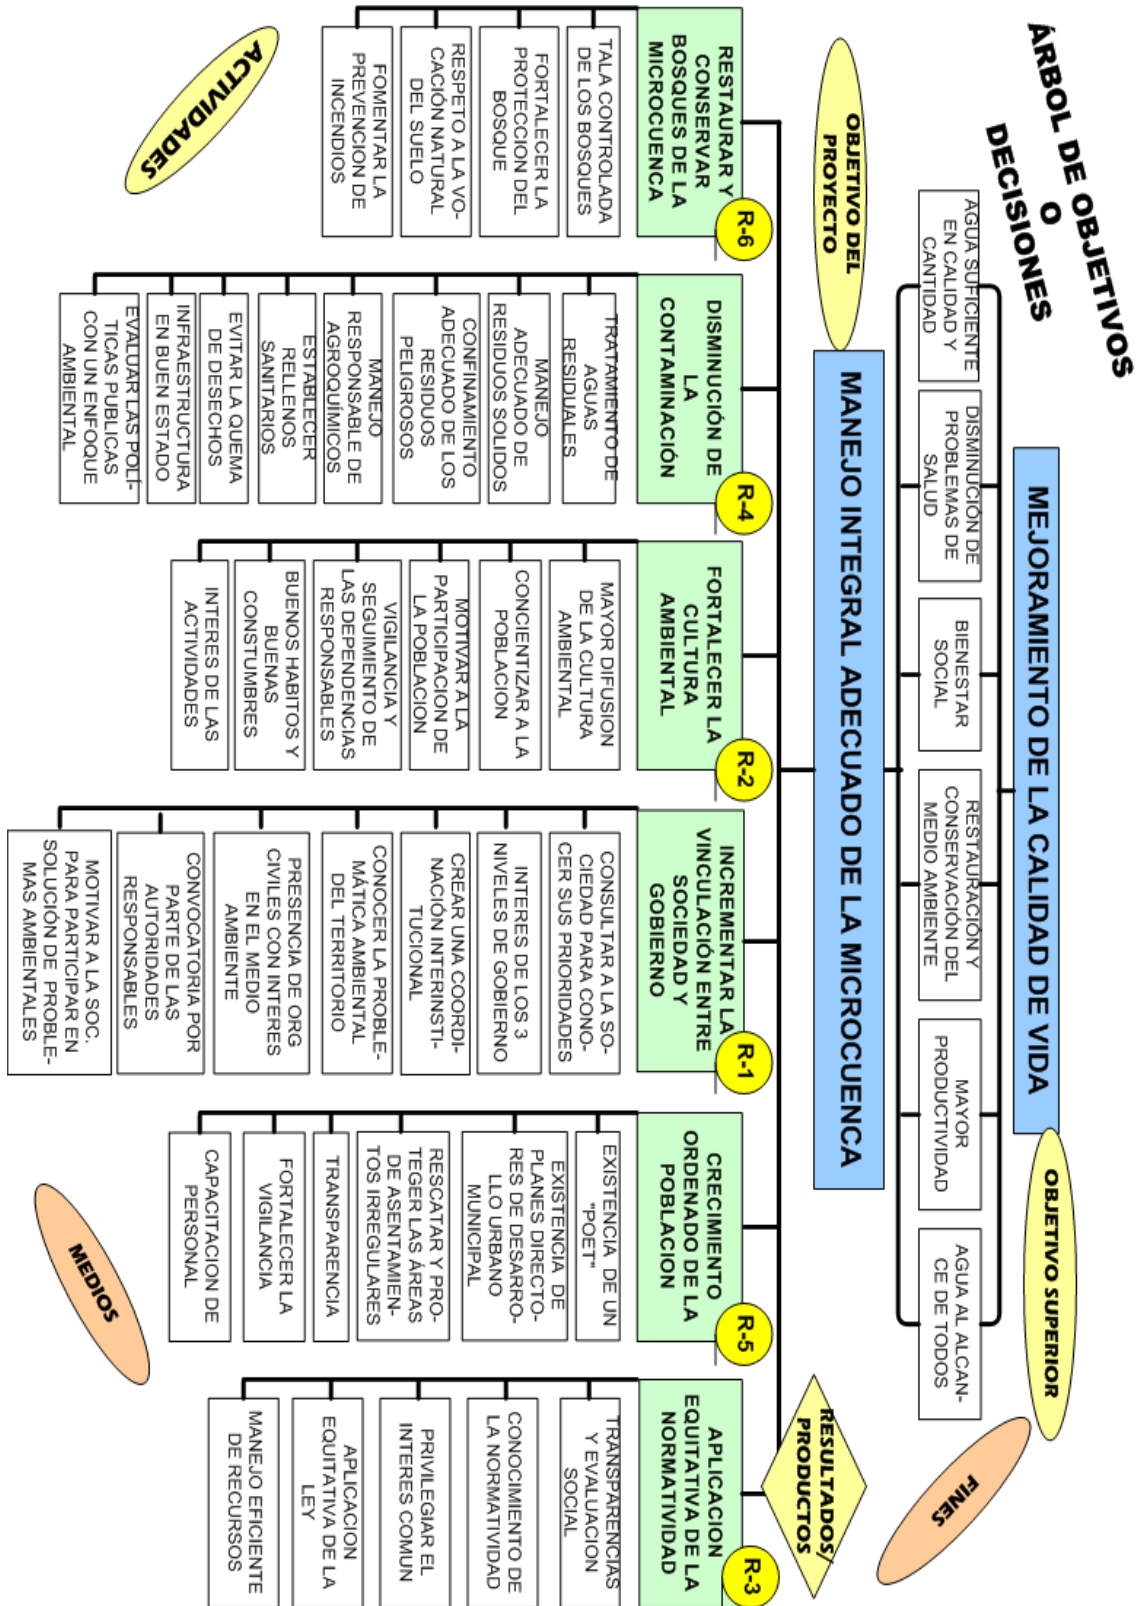 ÁRBOL DE OBJETIVOS
O
DECISIONES
MEJORAMIENTO DE LA CALIDAD DE VIDA
OBJETIVO SUPERIOR
FINES
AGUA SUFICIENTE
EN CALIDAD Y
CANTIDAD
DISMINUCIÓN DE
PROBLEMAS DE
SALUD
BIENESTAR
SOCIAL
RESTAURACIÓN Y
CONSERVACIÓN DEL
MEDIO AMBIENTE
MAYOR
PRODUCTIVIDAD
AGUA AL ALCAN-
CE DE TODOS
OBJETIVO DEL
PROYECTO
MANEJO INTEGRAL ADECUADO DE LA MICROCUENCA
RESULTADOS/
PRODUCTOS
RESTAURAR Y
CONSERVAR
BOSQUES DE LA
MICROCUENCA
R-6
TALA CONTROLADA
DE LOS BOSQUES
FORTALECER LA
PROTECCION DEL
BOSQUE
RESPETO A LA VO-
CACIÓN NATURAL
DEL SUELO
FOMENTAR LA
PREVENCION DE
INCENDIOS
DISMINUCIÓN DE
LA
CONTAMINACIÓN
R-4
TRATAMIENTO DE
AGUAS
RESIDUALES
MANEJO
ADECUADO DE
RESIDUOS SOLIDOS
CONFINAMIENTO
ADECUADO DE LOS
RESIDUOS
PELIGROSOS
MANEJO
RESPONSABLE DE
AGROQUÍMICOS
ESTABLECER
RELLENOS
SANITARIOS
EVITAR LA QUEMA
DE DESECHOS
INFRAESTRUCTURA
EN BUEN ESTADO
EVALUAR LAS POLÍ-
TICAS PUBLICAS
CON UN ENFOQUE
AMBIENTAL
FORTALECER LA
CULTURA
AMBIENTAL
R-2
MAYOR DIFUSION
DE LA CULTURA
AMBIENTAL
CONCIENTIZAR A LA
POBLACION
MOTIVAR A LA
PARTICIPACION DE
LA POBLACION
VIGILANCIA Y
SEGUIMIENTO DE
LAS DEPENDENCIAS
RESPONSABLES
BUENOS HABITOS Y
BUENAS
CONSTUMBRES
INTERES DE LAS
ACTIVIDADES
INCREMENTAR LA
VINCULACIÓN ENTRE
SOCIEDAD Y
GOBIERNO
R-1
CONSULTAR A LA SO-
CIEDAD PARA CONO-
CER SUS PRIORIDADES
INTERES DE LOS 3
NIVELES DE GOBIERNO
CREAR UNA COORDI-
NACIÓN INTERINSTI-
TUCIONAL
CONOCER LA PROBLE-
MÁTICA AMBIENTAL
DEL TERRITORIO
PRESENCIA DE ORG
CIVILES CON INTERES
EN EL MEDIO
AMBIENTE
CONVOCATORIA POR
PARTE DE LAS
AUTORIDADES
RESPONSABLES
MOTIVAR A LA SOC.
PARA PARTICIPAR EN
SOLUCIÓN DE PROBLE-
MAS AMBIENTALES
CRECIMIENTO
ORDENADO DE LA
POBLACION
R-5
EXISTENCIA DE UN
"POET"
EXISTENCIA DE
PLANES DIRECTO-
RES DE DESARRO-
LLO URBANO
MUNICIPAL
RESCATAR Y PRO-
TEGER LAS ÁREAS
DE ASENTAMIEN-
TOS IRREGULARES
TRANSPARENCIA
FORTALECER LA
VIGILANCIA
CAPACITACION DE
PERSONAL
APLICACION
EQUITATIVA DE LA
NORMATIVIDAD
R-3
TRANSPARENCIAS
Y EVALUACION
SOCIAL
CONOCIMIENTO DE
LA NORMATIVIDAD
PRIVILEGIAR EL
INTERES COMUN
APLICACION
EQUITATIVA DE LA
LEY
MANEJO EFICIENTE
DE RECURSOS
ACTIVIDADES
MEDIOS